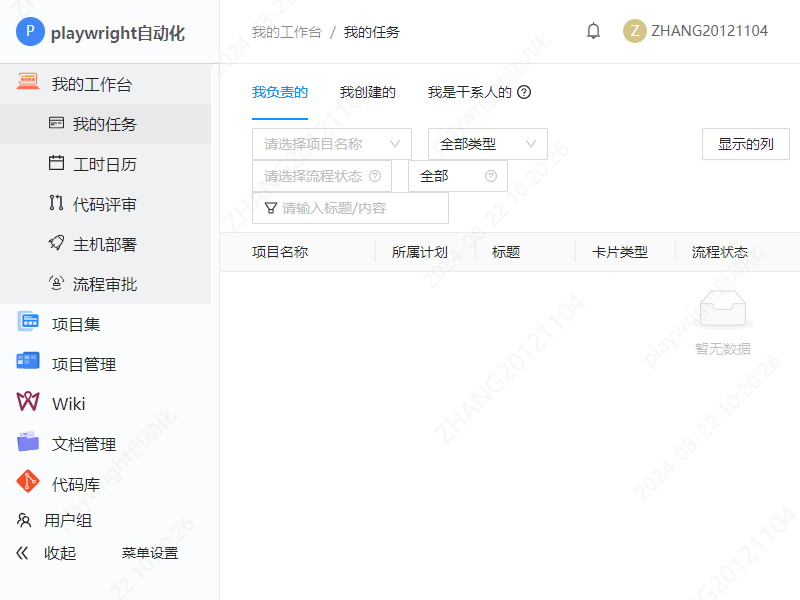 P playwright自动化
我的工作台 / 我的任务
Z ZHANG20121104
我的工作台
我的任务
工时日历
代码评审
主机部署
流程审批
项目集
项目管理
Wiki
文档管理
代码库
用户组
收起 菜单设置
我负责的 我创建的 我是干系人的
请选择项目名称 全部类型 显示的列
请选择流程状态 全部
请输入标题/内容
项目名称 所属计划 标题 卡片类型 流程状态
暂无数据
ZHANG20121104
2024-08-22 10:20:26
playwright自动化